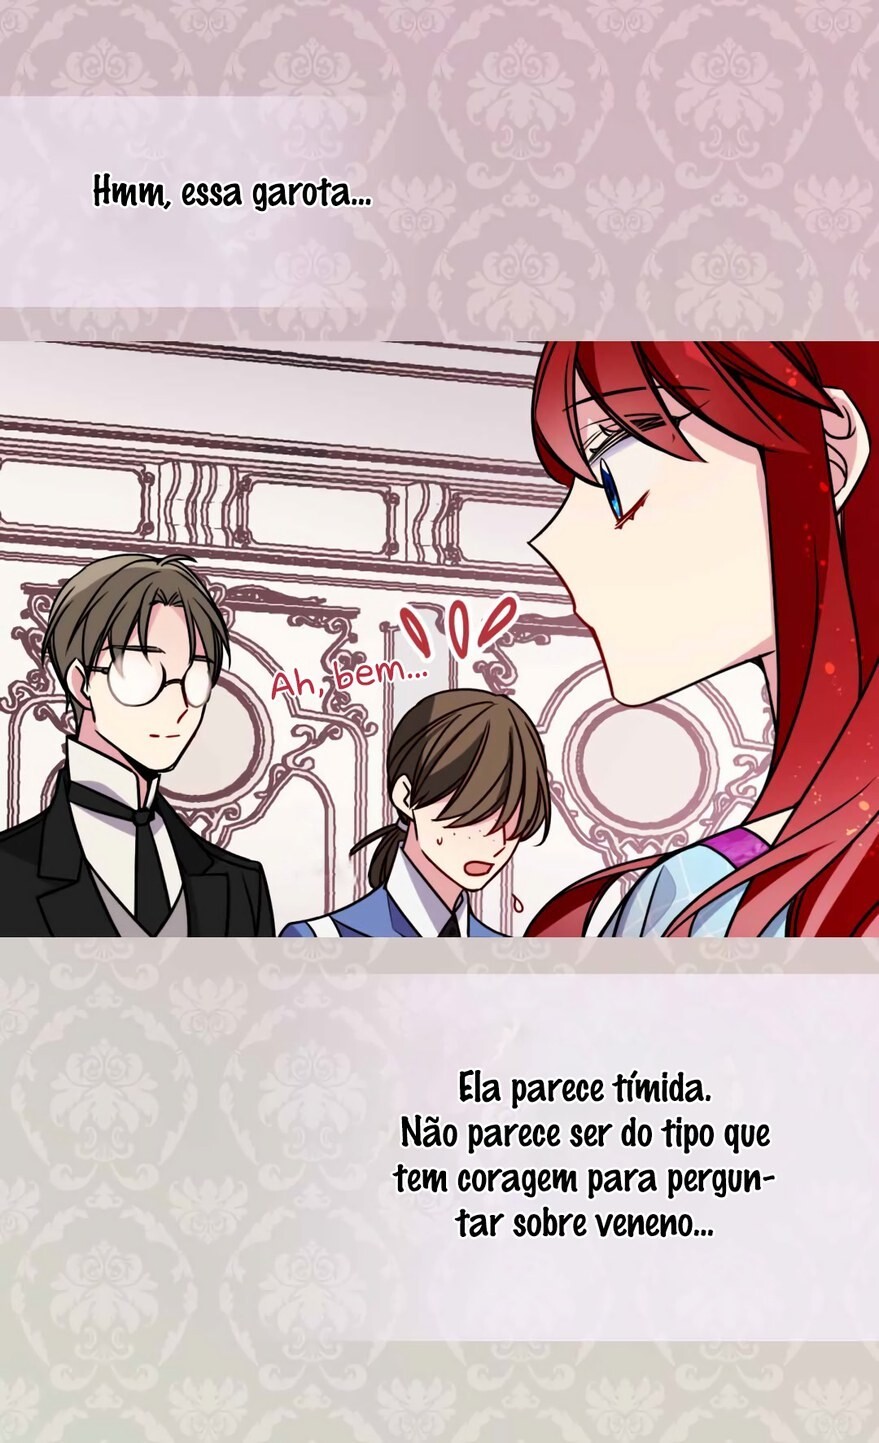 Hmm, essa garota...
Ah, bem...
Ela parece tímida.
Não parece ser do tipo que
tem coragem para pergun-
tar sobre veneno...